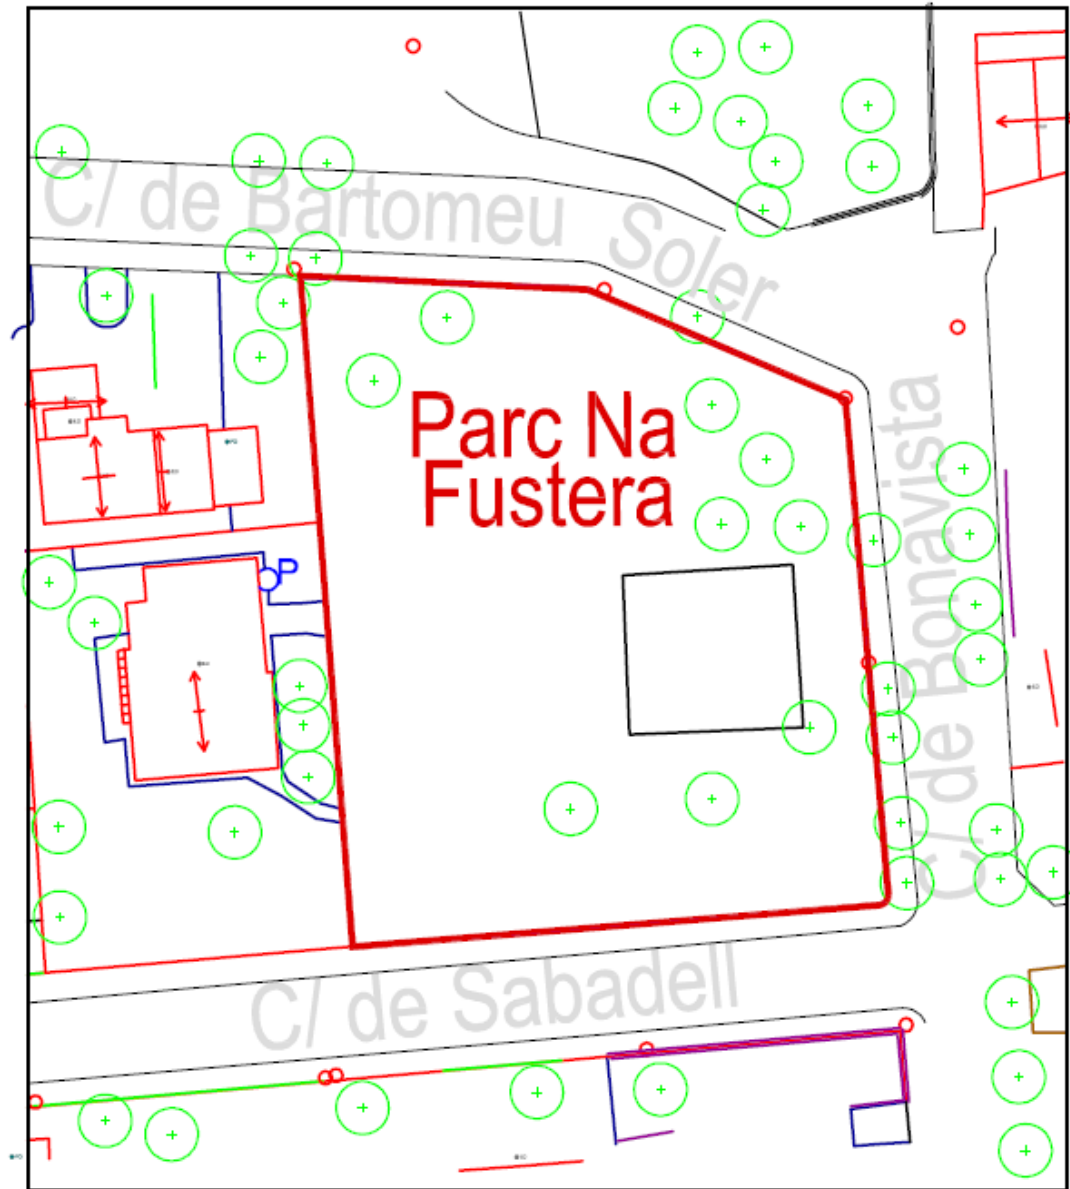 C/ de Bartomeu Soler
Parc Na
Fustera
C/ de Bonavista
P
C/ de Sabadell